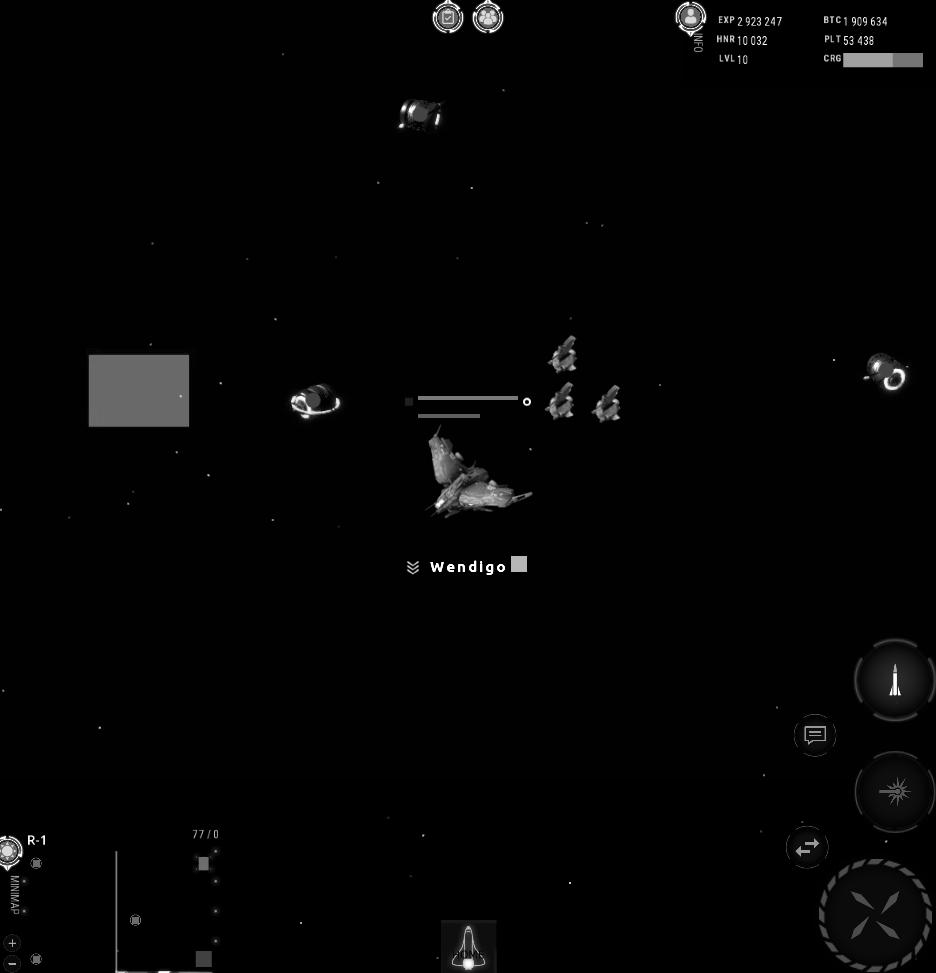 EXP 2 923 247 BTC 1 909 634
HNR 10 032 PLT 53 438
LVL 10 CRG
INFO
Wendigo
R-1 77/0
MINIMAP